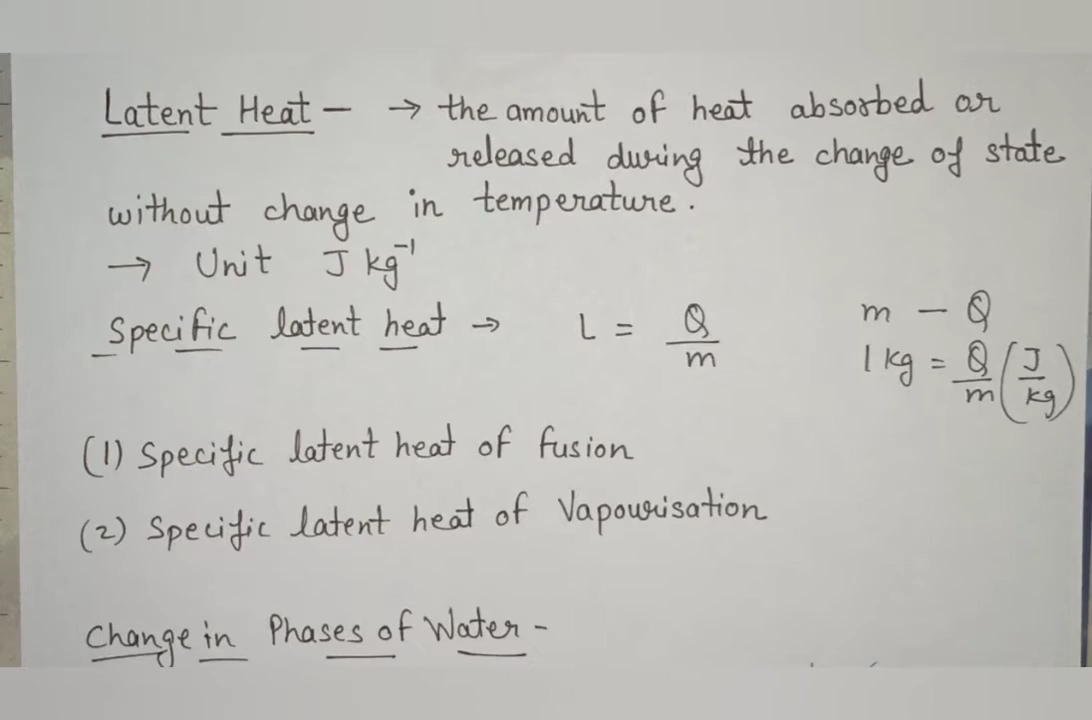 Latent Heat — → the amount of heat absorbed or
released during the change of state
without change in temperature.
→ Unit J kg⁻¹
Specific latent heat → L = Q/m
m — Q
1 kg = Q/m (J/kg)
(1) Specific latent heat of fusion
(2) Specific latent heat of Vapourisation
Change in Phases of Water -